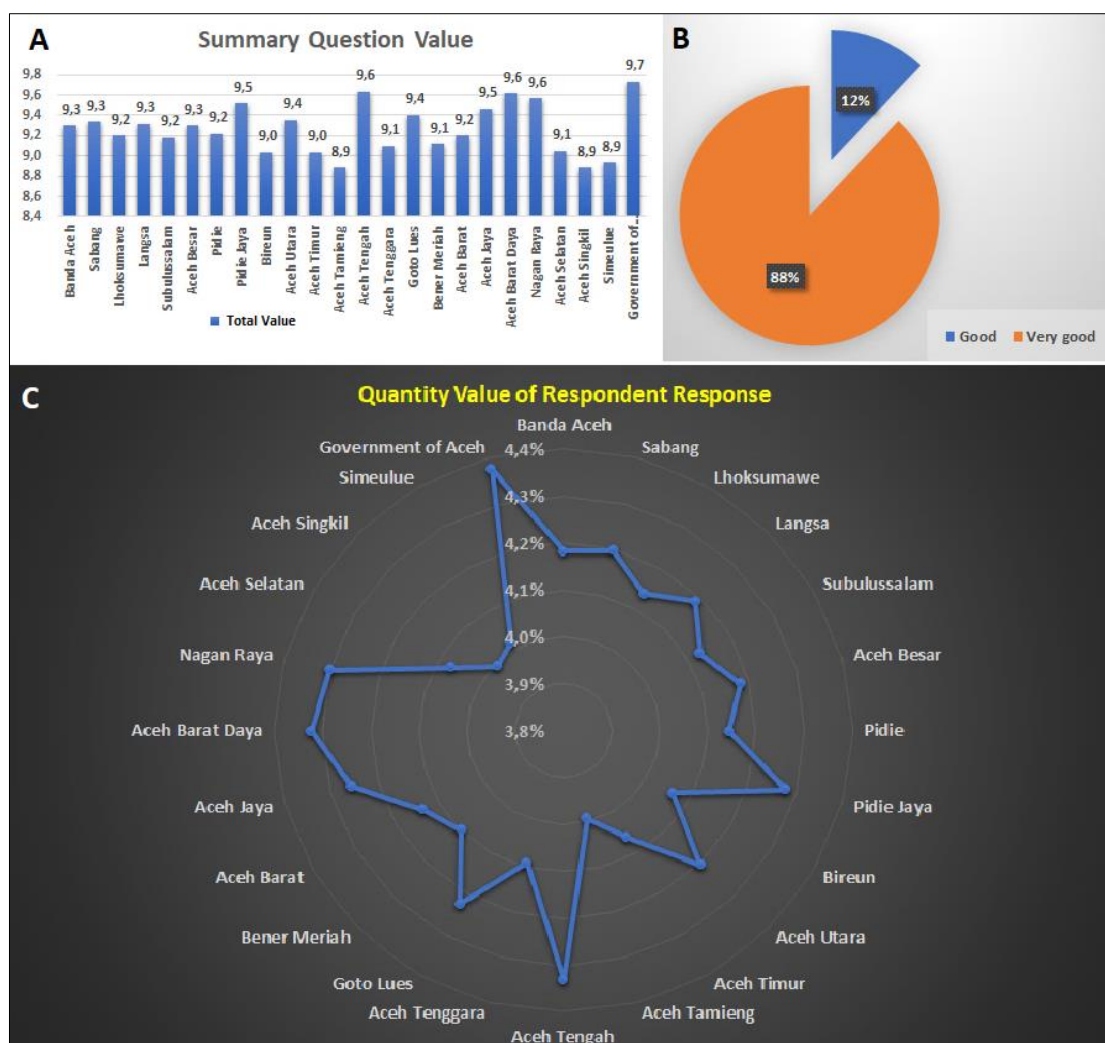 A
Summary Question Value
9,8
9,6
9,4
9,2
9,0
8,8
8,6
8,4
9,3
9,3
9,2
9,3
9,2
9,3
9,2
9,5
9,0
9,4
9,0
8,9
9,6
9,1
9,4
9,1
9,2
9,5
9,6
9,6
9,1
8,9
8,9
9,7
Banda Aceh
Sabang
Lhoksumawe
Langsa
Subulussalam
Aceh Besar
Pidie
Pidie Jaya
Bireun
Aceh Utara
Aceh Timur
Aceh Tamieng
Aceh Tengah
Aceh Tenggara
Goto Lues
Bener Meriah
Aceh Barat
Aceh Jaya
Aceh Barat Daya
Nagan Raya
Aceh Selatan
Aceh Singkil
Simeulue
Government of...
Total Value
B
12%
88%
Good
Very good
C
Quantity Value of Respondent Response
Banda Aceh
Sabang
Lhoksumawe
Langsa
Subulussalam
Aceh Besar
Pidie
Pidie Jaya
Bireun
Aceh Utara
Aceh Timur
Aceh Tamieng
Aceh Tengah
Aceh Tenggara
Goto Lues
Bener Meriah
Aceh Barat
Aceh Jaya
Aceh Barat Daya
Nagan Raya
Aceh Selatan
Aceh Singkil
Simeulue
Government of Aceh
4,4%
4,3%
4,2%
4,1%
4,0%
3,9%
3,8%